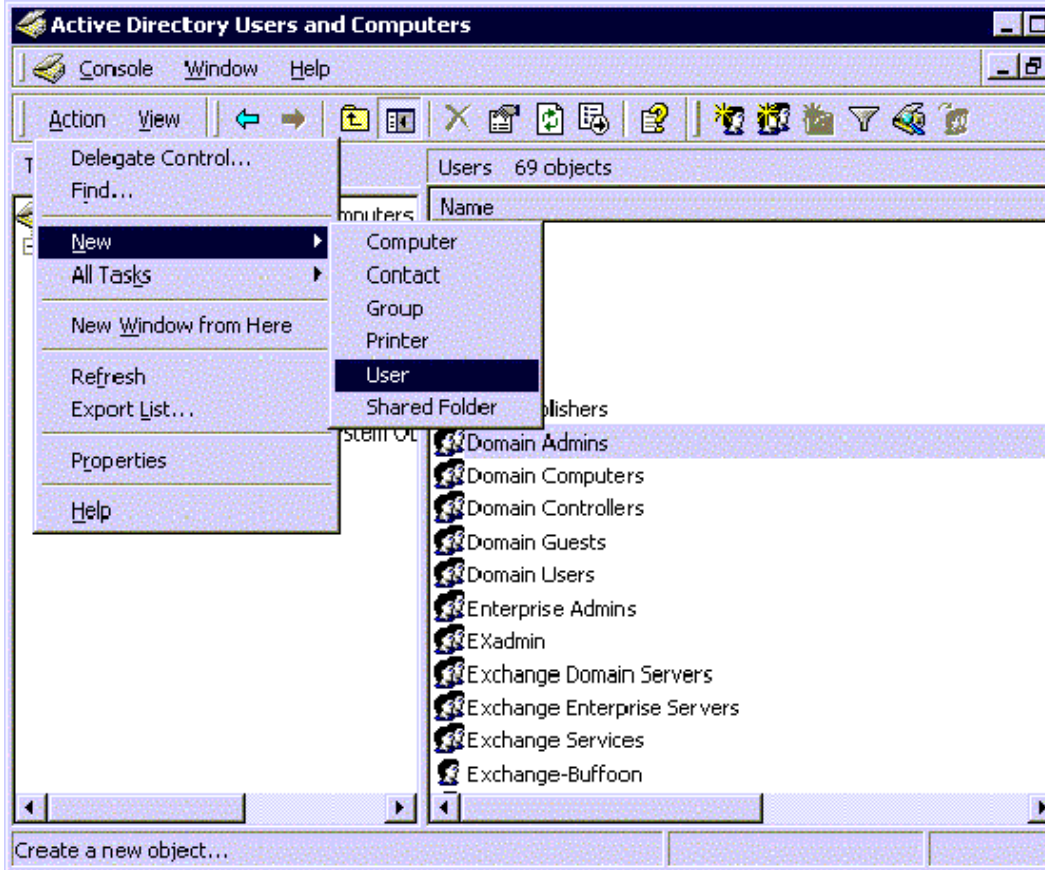 Active Directory Users and Computers
Console Window Help
Action View
Users 69 objects
Name
Delegate Control...
Find...
New
All Tasks
New Window from Here
Refresh
Export List...
Properties
Help
Computer
Contact
Group
Printer
User
Shared Folder
Domain Admins
Domain Computers
Domain Controllers
Domain Guests
Domain Users
Enterprise Admins
EXadmin
Exchange Domain Servers
Exchange Enterprise Servers
Exchange Services
Exchange-Buffoon
Create a new object...